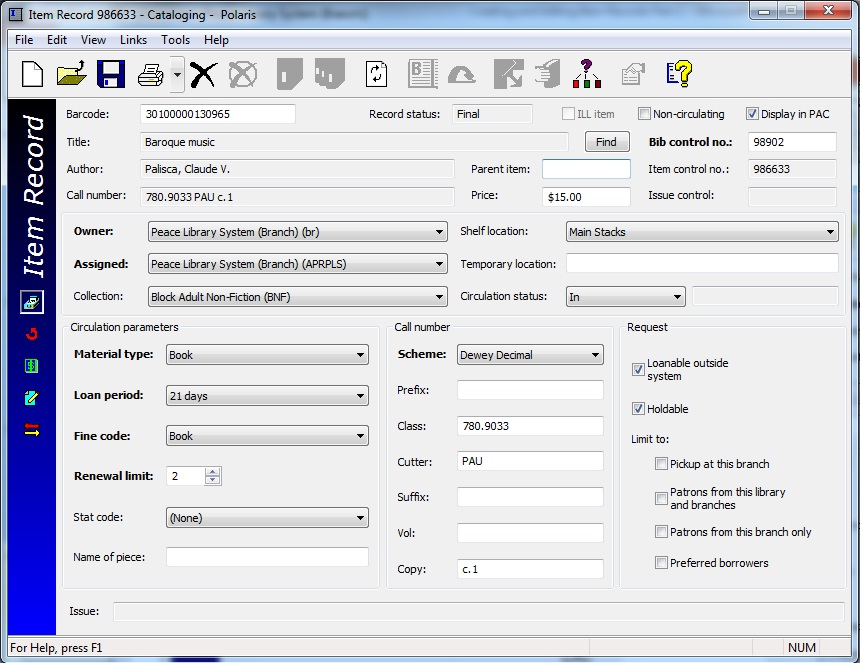 Item Record 986633 - Cataloging - Polaris
File Edit View Links Tools Help
Item Record
Barcode: 30100000130965 Record status: Final ILL item Non-circulating Display in PAC
Title: Baroque music Find Bib control no.: 98902
Author: Palisca, Claude V. Parent item: Item control no.: 986633
Call number: 780.9033 PAU c.1 Price: $15.00 Issue control:
Owner: Peace Library System (Branch) (br) Shelf location: Main Stacks
Assigned: Peace Library System (Branch) (APRPLS) Temporary location:
Collection: Block Adult Non-Fiction (BNF) Circulation status: In
Circulation parameters
Material type: Book
Loan period: 21 days
Fine code: Book
Renewal limit: 2
Stat code: (None)
Name of piece:
Call number
Scheme: Dewey Decimal
Prefix:
Class: 780.9033
Cutter: PAU
Suffix:
Vol:
Copy: c.1
Request
Loanable outside
system
Holdable
Limit to:
Pickup at this branch
Patrons from this library
and branches
Patrons from this branch only
Preferred borrowers
Issue:
For Help, press F1 NUM